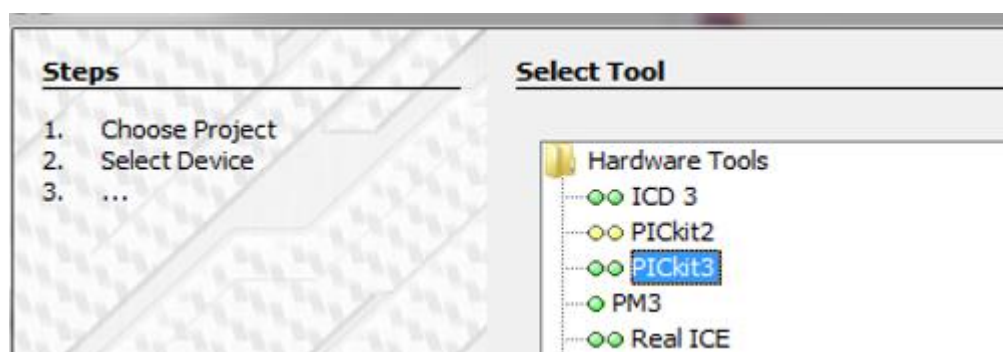 Steps
1. Choose Project
2. Select Device
3. ...
Select Tool
Hardware Tools
ICD 3
PICkit2
PICkit3
PM3
Real ICE